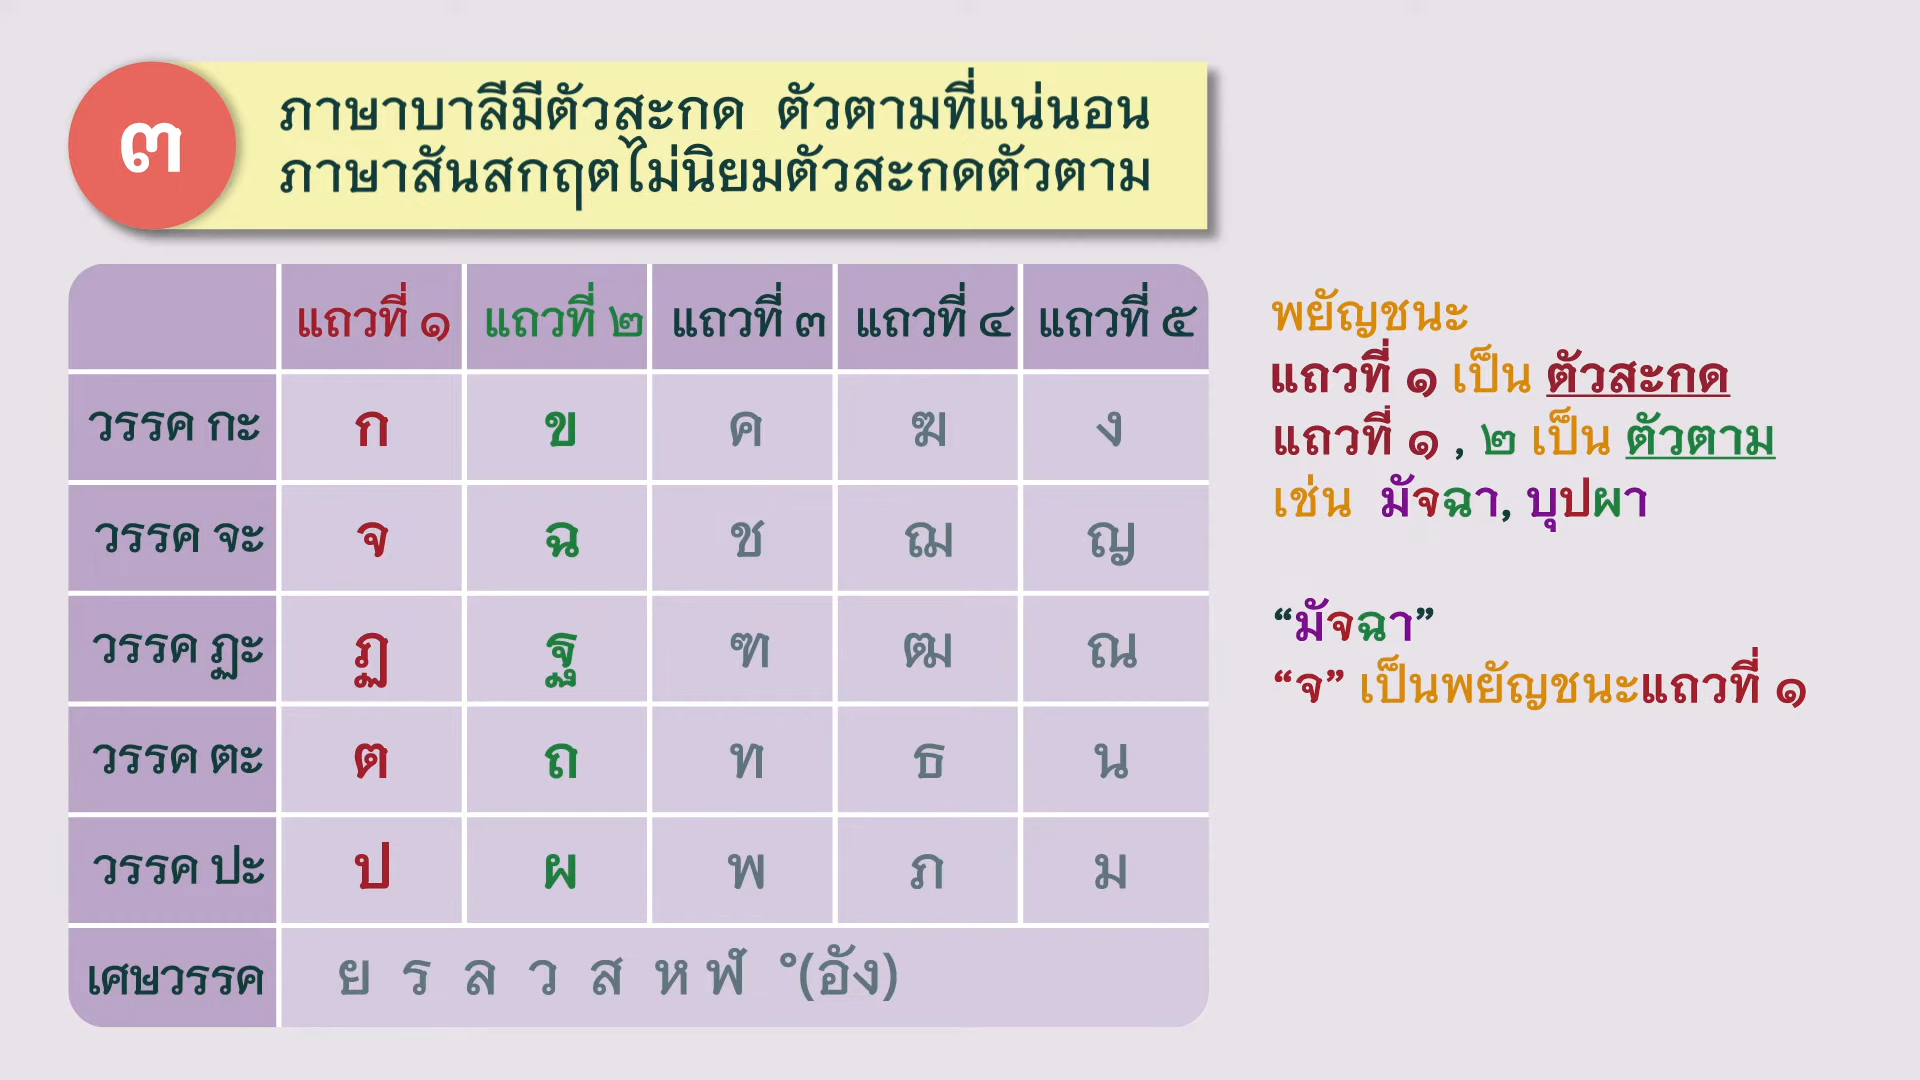 ๓
ภาษาบาลีมีตัวสะกด ตัวตามที่แน่นอน
ภาษาสันสกฤตไม่นิยมตัวสะกดตัวตาม
แถวที่ ๑ แถวที่ ๒ แถวที่ ๓ แถวที่ ๔ แถวที่ ๕
วรรค กะ ก ข ค ฆ ง
วรรค จะ จ ฉ ช ฌ ญ
วรรค ฏะ ฏ ฐ ฑ ฒ ณ
วรรค ตะ ต ถ ท ธ น
วรรค ปะ ป ผ พ ภ ม
เศษวรรค ย ร ล ว ส ห ฬ ํ(อัง)
พยัญชนะ
แถวที่ ๑ เป็น ตัวสะกด
แถวที่ ๑ , ๒ เป็น ตัวตาม
เช่น มัจฉา, บุปผา
“มัจฉา”
“จ” เป็นพยัญชนะแถวที่ ๑